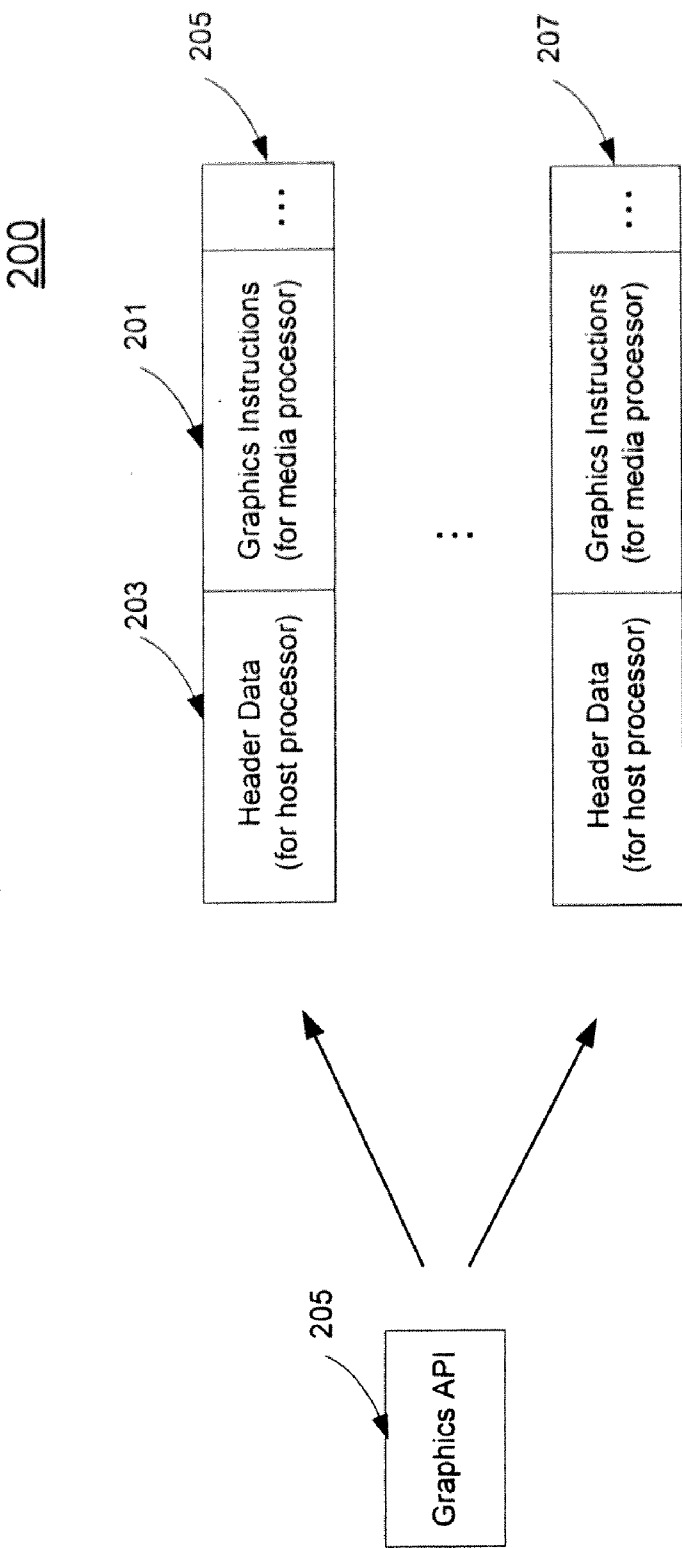 200
205
201
203
Header Data
(for host processor)
Graphics Instructions
(for media processor)
...
...
205
Graphics API
207
Header Data
(for host processor)
Graphics Instructions
(for media processor)
...